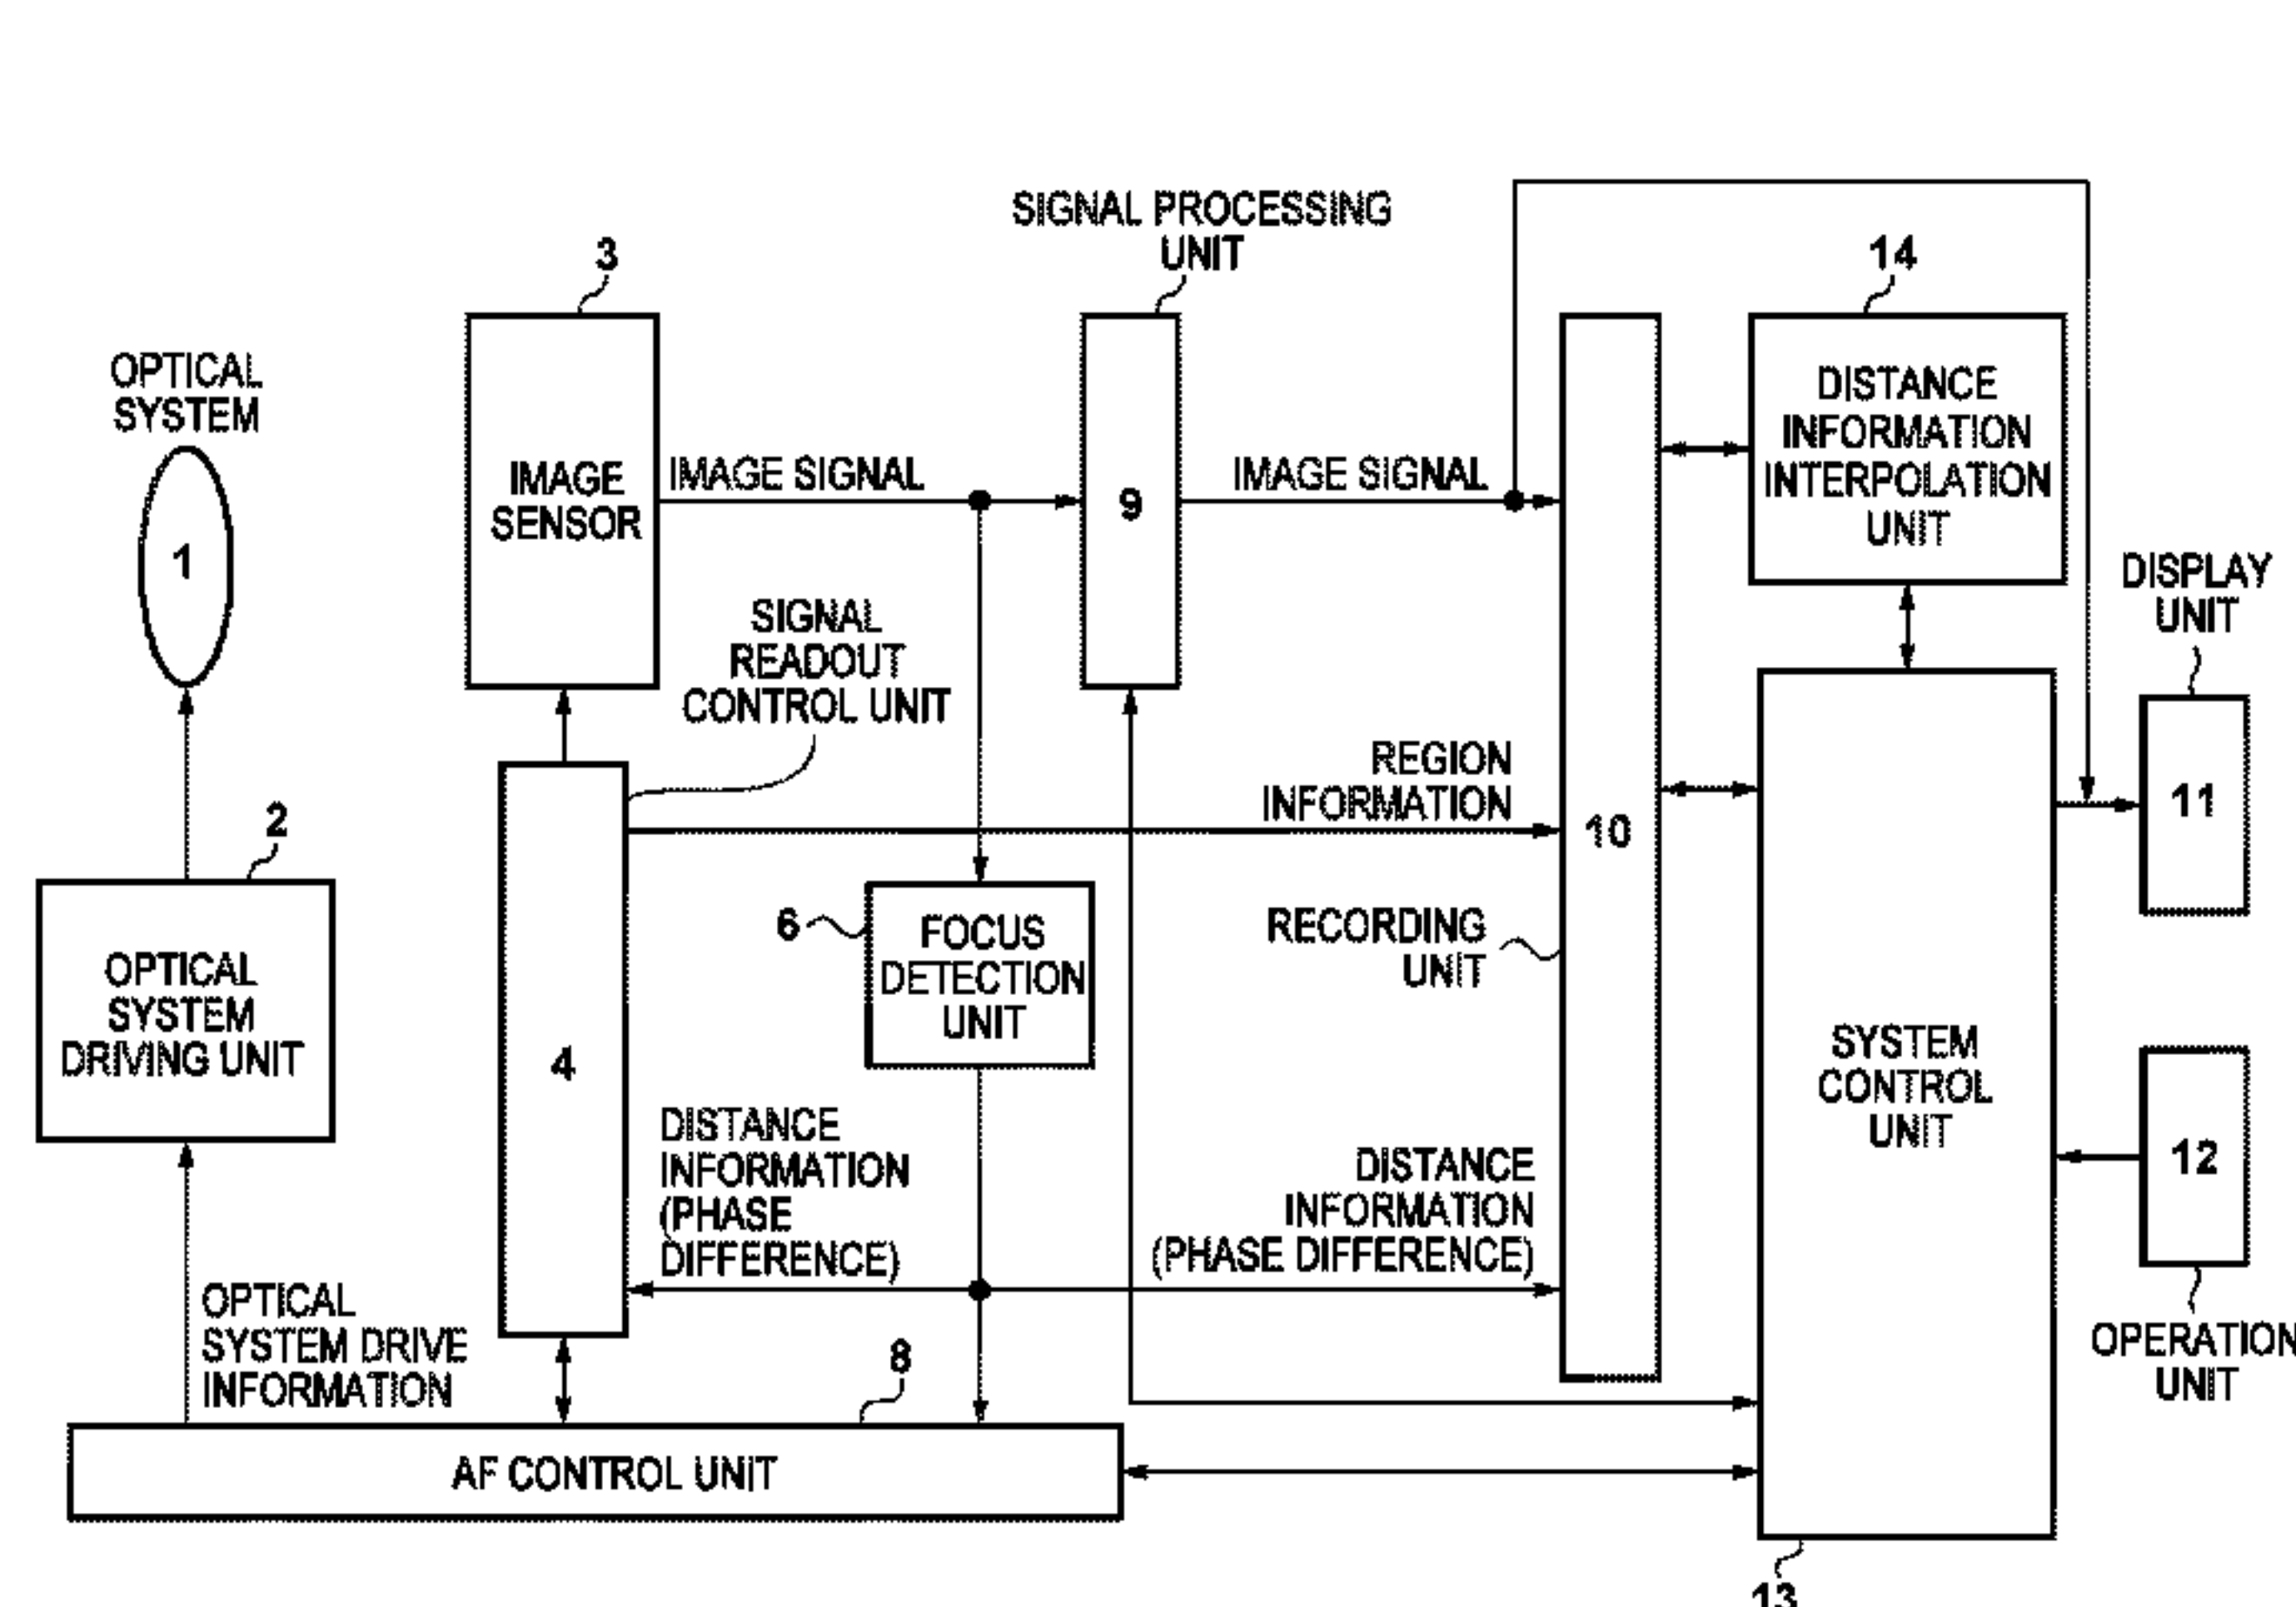 SIGNAL PROCESSING
UNIT
3
14
OPTICAL
SYSTEM
1
IMAGE
SENSOR
IMAGE SIGNAL
9
IMAGE SIGNAL
DISTANCE
INFORMATION
INTERPOLATION
UNIT
DISPLAY
UNIT
SIGNAL
READOUT
CONTROL UNIT
REGION
INFORMATION
10
11
2
OPTICAL
SYSTEM
DRIVING UNIT
4
6
FOCUS
DETECTION
UNIT
RECORDING
UNIT
SYSTEM
CONTROL
UNIT
12
DISTANCE
INFORMATION
(PHASE
DIFFERENCE)
DISTANCE
INFORMATION
(PHASE DIFFERENCE)
OPTICAL
SYSTEM DRIVE
INFORMATION
8
OPERATION
UNIT
AF CONTROL UNIT
13